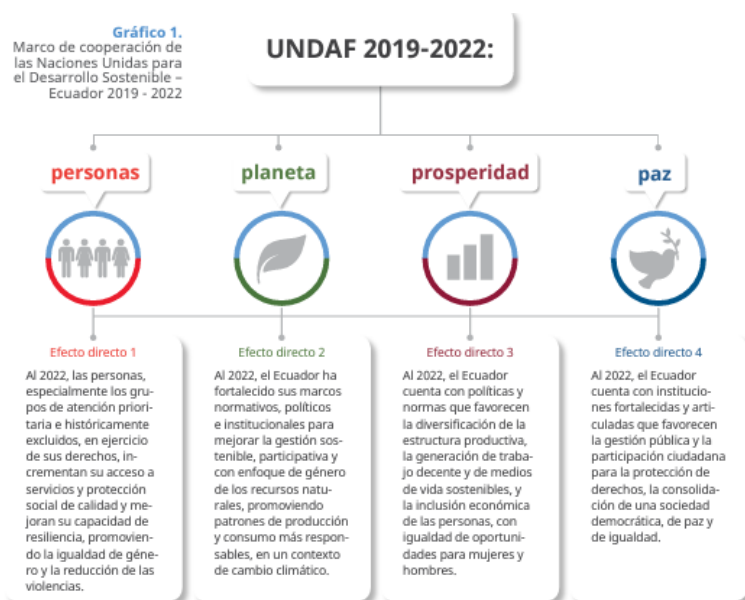 Gráfico 1.
Marco de cooperación de
las Naciones Unidas para
el Desarrollo Sostenible –
Ecuador 2019 - 2022
UNDAF 2019-2022:
personas
planeta
prosperidad
paz
Efecto directo 1
Al 2022, las personas,
especialmente los gru-
pos de atención priori-
taria e históricamente
excluidos, en ejercicio
de sus derechos, in-
crementan su acceso a
servicios y protección
social de calidad y me-
joran su capacidad de
resiliencia, promovien-
do la igualdad de géne-
ro y la reducción de las
violencias.
Efecto directo 2
Al 2022, el Ecuador ha
fortalecido sus marcos
normativos, políticos
e institucionales para
mejorar la gestión sos-
tenible, participativa y
con enfoque de género
de los recursos natu-
rales, promoviendo
patrones de producción
y consumo más respon-
sables, en un contexto
de cambio climático.
Efecto directo 3
Al 2022, el Ecuador
cuenta con políticas y
normas que favorecen
la diversificación de la
estructura productiva,
la generación de traba-
jo decente y de medios
de vida sostenibles, y
la inclusión económica
de las personas, con
igualdad de oportuni-
dades para mujeres y
hombres.
Efecto directo 4
Al 2022, el Ecuador
cuenta con institucio-
nes fortalecidas y arti-
culadas que favorecen
la gestión pública y la
participación ciudadana
para la protección de
derechos, la consolida-
ción de una sociedad
democrática, de paz y
de igualdad.